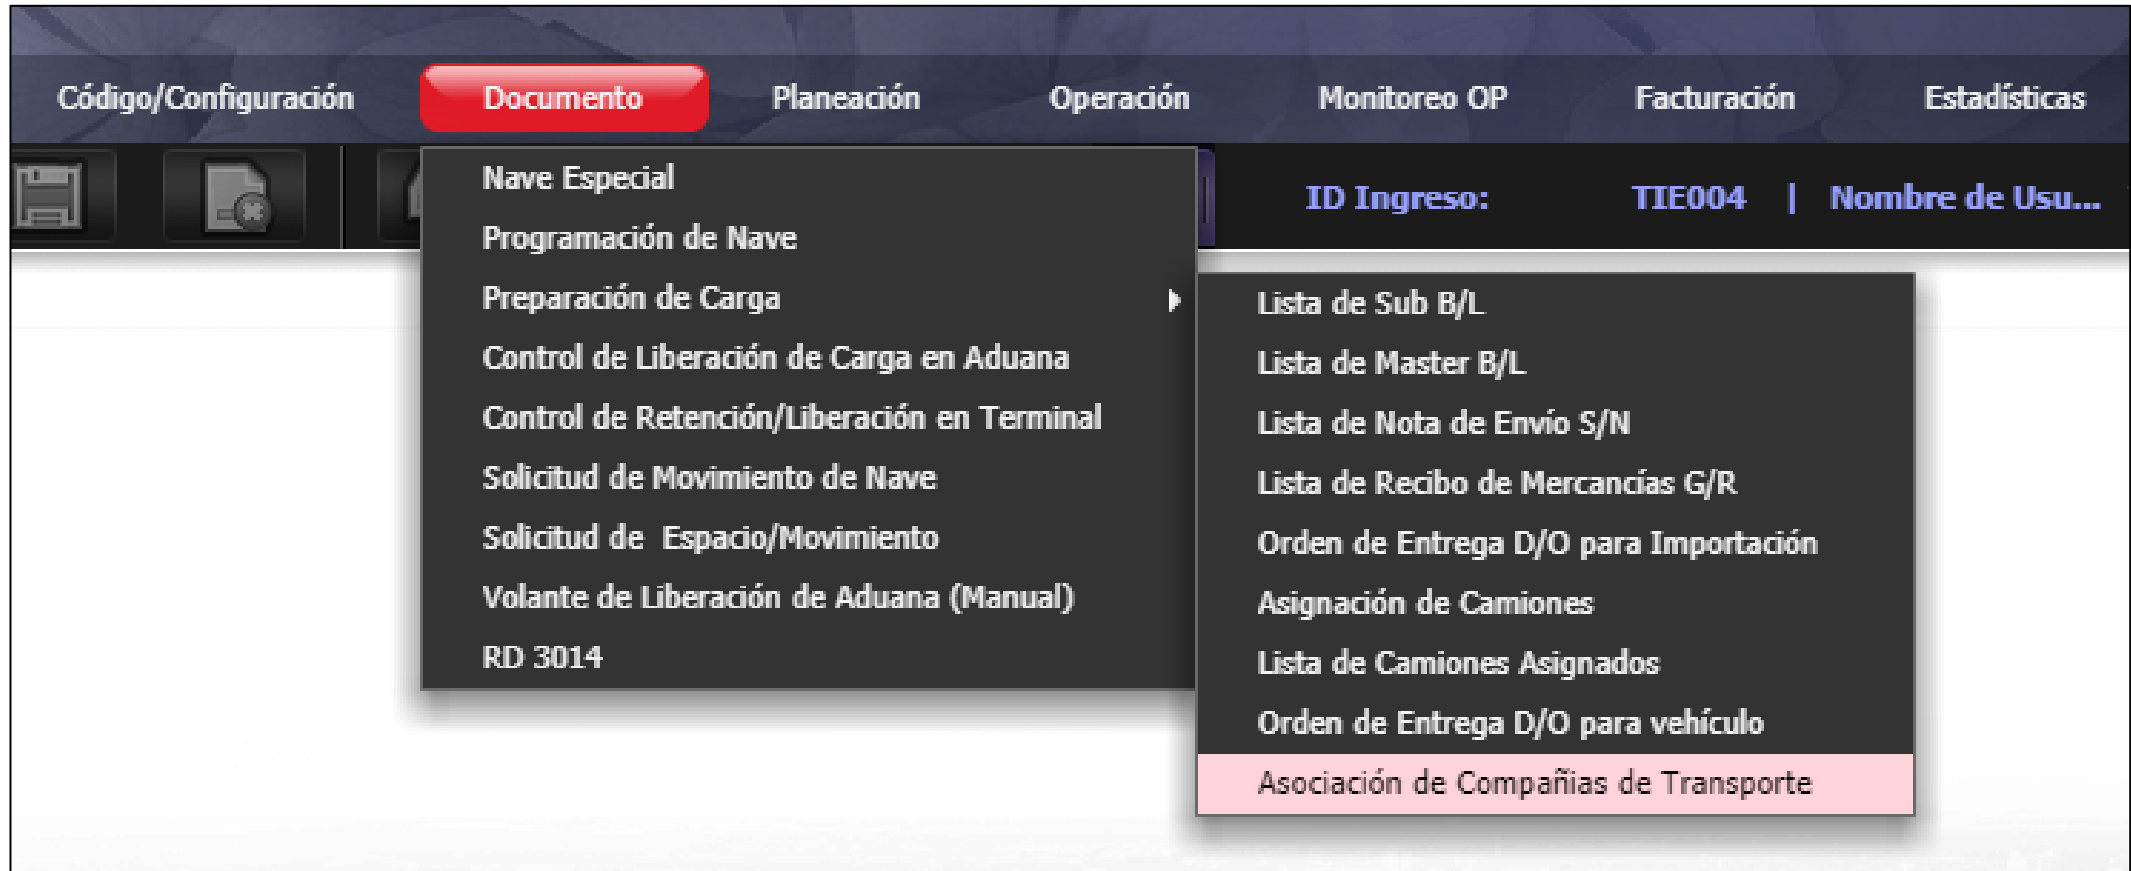 Código/Configuración Documento Planeación Operación Monitoreo OP Facturación Estadísticas
ID Ingreso: TIE004 | Nombre de Usu...
Nave Especial
Programación de Nave
Preparación de Carga
Control de Liberación de Carga en Aduana
Control de Retención/Liberación en Terminal
Solicitud de Movimiento de Nave
Solicitud de Espacio/Movimiento
Volante de Liberación de Aduana (Manual)
RD 3014
Lista de Sub B/L
Lista de Master B/L
Lista de Nota de Envío S/N
Lista de Recibo de Mercancías G/R
Orden de Entrega D/O para Importación
Asignación de Camiones
Lista de Camiones Asignados
Orden de Entrega D/O para vehículo
Asociación de Compañias de Transporte